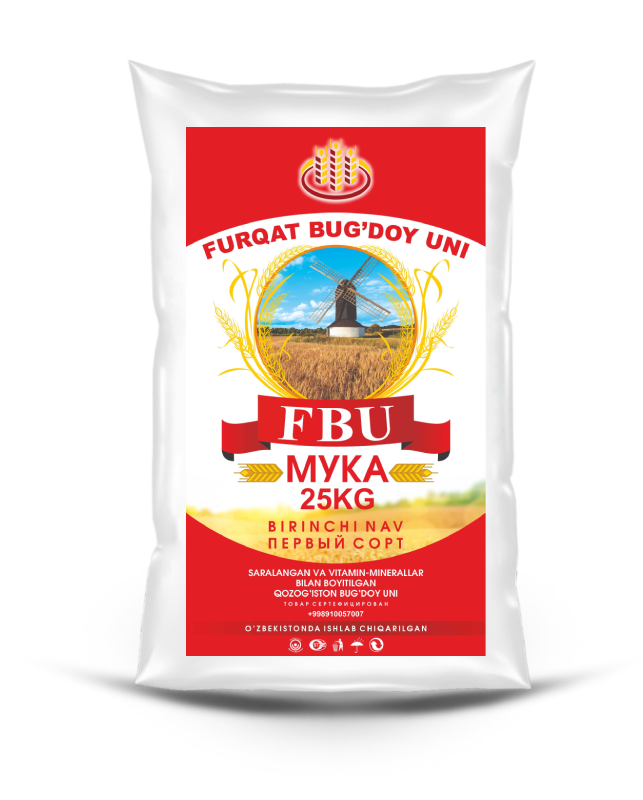 FURQAT BUG'DOY UNI
FBU
МУКА
25KG
BIRINCHI NAV
ПЕРВЫЙ СОРТ
SARALANGAN VA VITAMIN-MINERALLAR
BILAN BOYITILGAN
QOZOG'ISTON BUG'DOY UNI
ТОВАР СЕРТЕФИЦИРОВАН
+998910057007
O'ZBEKISTONDA ISHLAB CHIQARILGAN